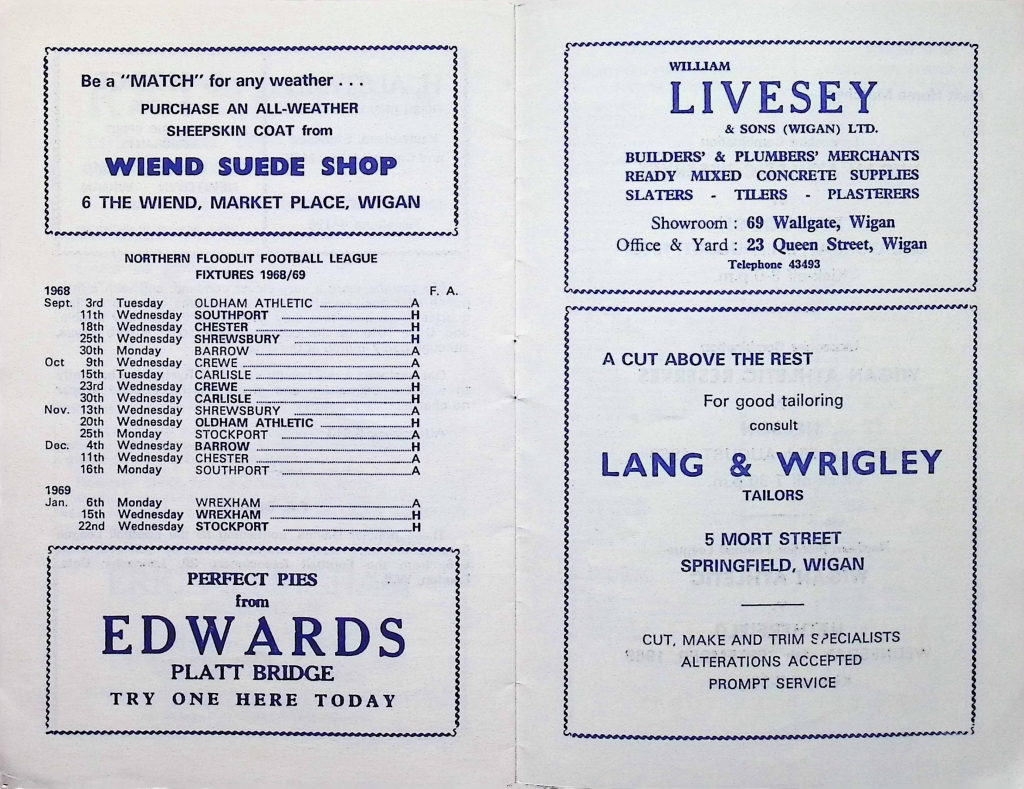 Be a "MATCH" for any weather . . .
PURCHASE AN ALL-WEATHER
SHEEPSKIN COAT from
WIEND SUEDE SHOP
6 THE WIEND, MARKET PLACE, WIGAN
NORTHERN FLOODLIT FOOTBALL LEAGUE
FIXTURES 1968/69
1968 F. A.
Sept. 3rd Tuesday OLDHAM ATHLETIC A
11th Wednesday SOUTHPORT H
18th Wednesday CHESTER H
25th Wednesday SHREWSBURY H
30th Monday BARROW A
Oct 9th Wednesday CREWE A
15th Tuesday CARLISLE A
23rd Wednesday CREWE H
30th Wednesday CARLISLE H
Nov. 13th Wednesday SHREWSBURY A
20th Wednesday OLDHAM ATHLETIC H
25th Monday STOCKPORT A
Dec. 4th Wednesday BARROW H
11th Wednesday CHESTER A
16th Monday SOUTHPORT A
1969
Jan. 6th Monday WREXHAM A
15th Wednesday WREXHAM H
22nd Wednesday STOCKPORT H
PERFECT PIES
from
EDWARDS
PLATT BRIDGE
TRY ONE HERE TODAY
WILLIAM
LIVESEY
& SONS (WIGAN) LTD.
BUILDERS' & PLUMBERS' MERCHANTS
READY MIXED CONCRETE SUPPLIES
SLATERS - TILERS - PLASTERERS
Showroom : 69 Wallgate, Wigan
Office & Yard : 23 Queen Street, Wigan
Telephone 43493
A CUT ABOVE THE REST
For good tailoring
consult
LANG & WRIGLEY
TAILORS
5 MORT STREET
SPRINGFIELD, WIGAN
CUT, MAKE AND TRIM SPECIALISTS
ALTERATIONS ACCEPTED
PROMPT SERVICE